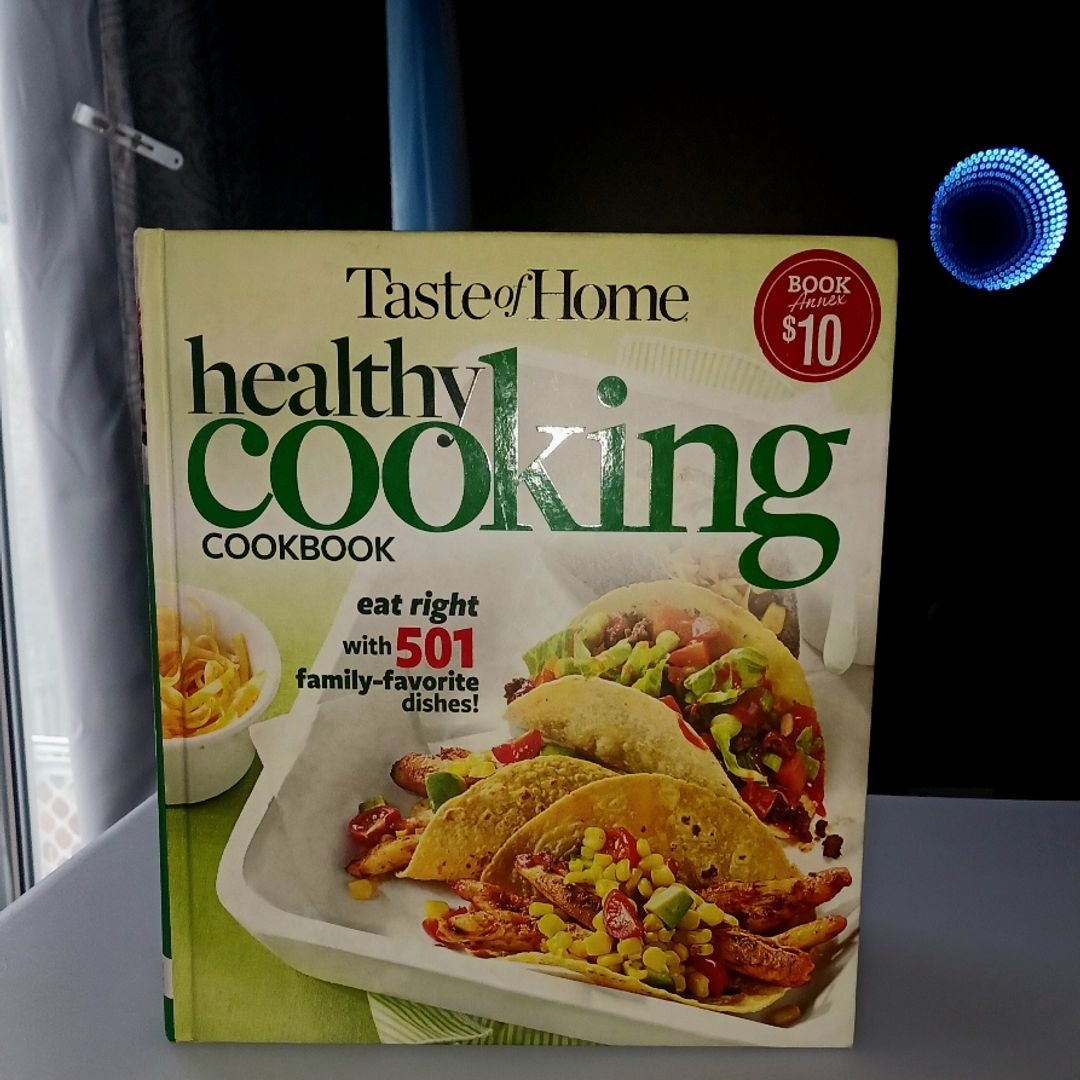 Taste of Home
BOOK
Annex
$10
healthy
cooking
COOKBOOK
eat right
with 501
family-favorite
dishes!